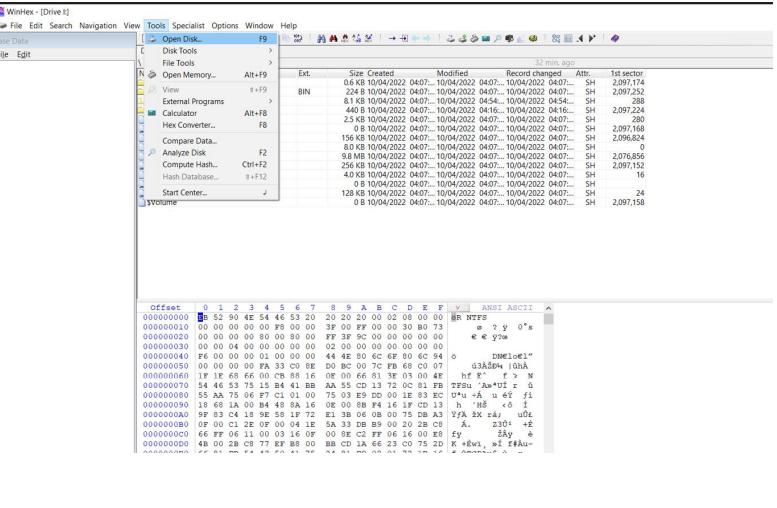 WinHex - [Drive I:]
File Edit Search Navigation View Tools Specialist Options Window Help
ase Data
Edit
Open Disk... F9
Disk Tools
File Tools
Open Memory... Alt+F9
View ⇧+F9
External Programs
Calculator Alt+F8
Hex Converter... F8
Compare Data...
Analyze Disk F2
Compute Hash... Ctrl+F2
Hash Database... ⇧+F12
Start Center... ↲
32 min. ago
Ext. Size Created Modified Record changed Attr. 1st sector
0.6 KB 10/04/2022 04:07:... 10/04/2022 04:07:... 10/04/2022 04:07:... SH 2,097,174
BIN 224 B 10/04/2022 04:07:... 10/04/2022 04:07:... 10/04/2022 04:07:... SH 2,097,252
8.1 KB 10/04/2022 04:07:... 10/04/2022 04:54:... 10/04/2022 04:54:... SH 288
440 B 10/04/2022 04:07:... 10/04/2022 04:16:... 10/04/2022 04:16:... SH 2,097,224
2.5 KB 10/04/2022 04:07:... 10/04/2022 04:07:... 10/04/2022 04:07:... SH 280
0 B 10/04/2022 04:07:... 10/04/2022 04:07:... 10/04/2022 04:07:... SH 2,097,168
156 KB 10/04/2022 04:07:... 10/04/2022 04:07:... 10/04/2022 04:07:... SH 2,096,824
8.0 KB 10/04/2022 04:07:... 10/04/2022 04:07:... 10/04/2022 04:07:... SH 0
9.8 MB 10/04/2022 04:07:... 10/04/2022 04:07:... 10/04/2022 04:07:... SH 2,076,856
256 KB 10/04/2022 04:07:... 10/04/2022 04:07:... 10/04/2022 04:07:... SH 2,097,152
4.0 KB 10/04/2022 04:07:... 10/04/2022 04:07:... 10/04/2022 04:07:... SH 16
0 B 10/04/2022 04:07:... 10/04/2022 04:07:... 10/04/2022 04:07:... SH
128 KB 10/04/2022 04:07:... 10/04/2022 04:07:... 10/04/2022 04:07:... SH 24
$Volume 0 B 10/04/2022 04:07:... 10/04/2022 04:07:... 10/04/2022 04:07:... SH 2,097,158
Offset 0 1 2 3 4 5 6 7 8 9 A B C D E F ANSI ASCII
000000000 EB 52 90 4E 54 46 53 20 20 20 20 00 02 08 00 00 ëR NTFS
000000010 00 00 00 00 00 F8 00 00 3F 00 FF 00 00 30 B0 73 ø ? ÿ 0°s
000000020 00 00 00 00 80 00 80 00 FF 3F 9C 00 00 00 00 00 € € ÿ?œ
000000030 00 00 04 00 00 00 00 00 02 00 00 00 00 00 00 00
000000040 F6 00 00 00 01 00 00 00 44 4E 80 6C 6F 80 6C 94 ö DN€lo€l"
000000050 00 00 00 00 FA 33 C0 8E D0 BC 00 7C FB 68 C0 07 ú3ÀŽÐ¼ |ûhÀ
000000060 1F 1E 68 66 00 CB 88 16 0E 00 66 81 3E 03 00 4E hf Ëˆ f > N
000000070 54 46 53 75 15 B4 41 BB AA 55 CD 13 72 0C 81 FB TFSu ´A»ªUÍ r û
000000080 55 AA 75 06 F7 C1 01 00 75 03 E9 DD 00 1E 83 EC Uªu ÷Á u éÝ ƒì
000000090 18 68 1A 00 B4 48 8A 16 0E 00 8B F4 16 1F CD 13 h ´HŠ ‹ô Í
0000000A0 9F 83 C4 18 9E 58 1F 72 E1 3B 06 0B 00 75 DB A3 ŸƒÄ žX rá; uÛ£
0000000B0 0F 00 C1 2E 0F 00 04 1E 5A 33 DB B9 00 20 2B C8 Á. Z3Û¹ +È
0000000C0 66 FF 06 11 00 03 16 0F 00 8E C2 FF 06 16 00 E8 fÿ ŽÂÿ è
0000000D0 4B 00 2B C8 77 EF B8 00 BB CD 1A 66 23 C0 75 2D K +Èwï¸ »Í f#Àu-